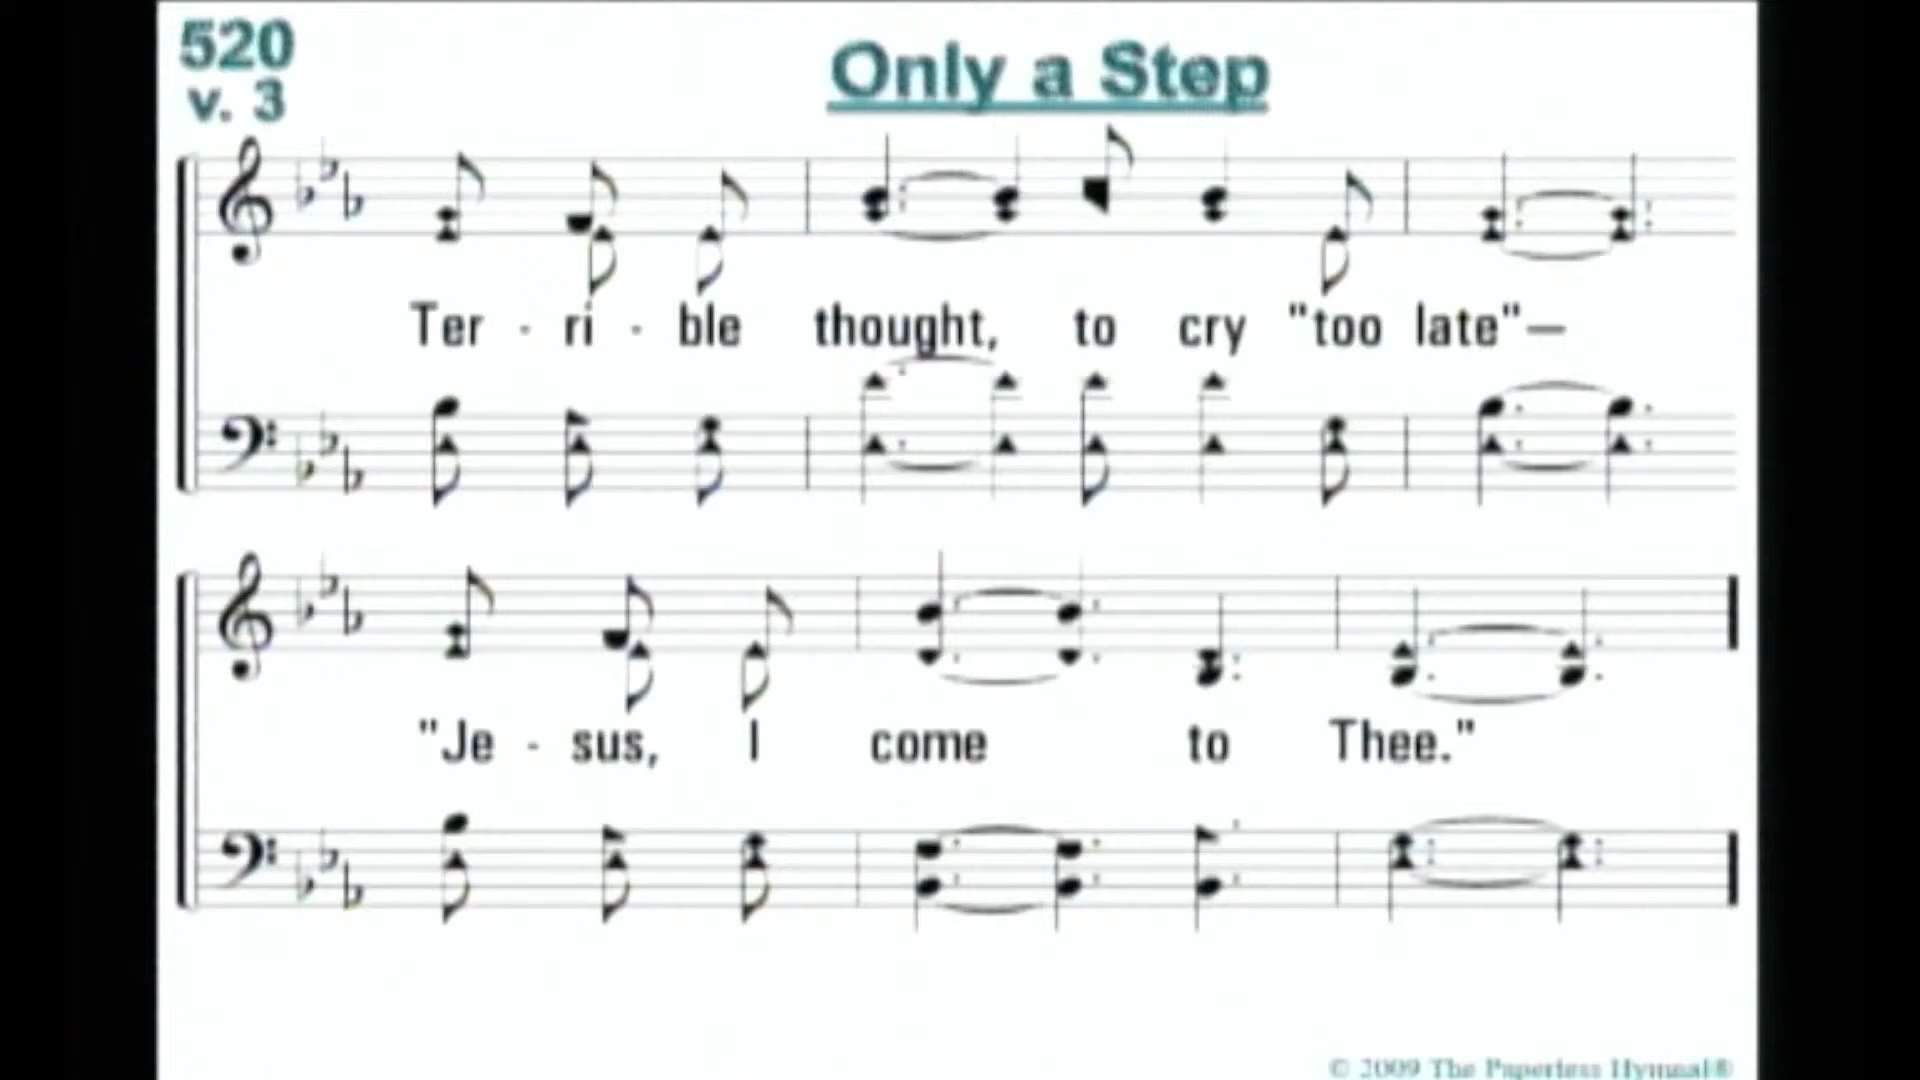 520
v. 3
Only a Step
Ter - ri - ble thought, to cry "too late"—
"Je - sus, I come to Thee."
© 2009 The Paperless Hymnal®